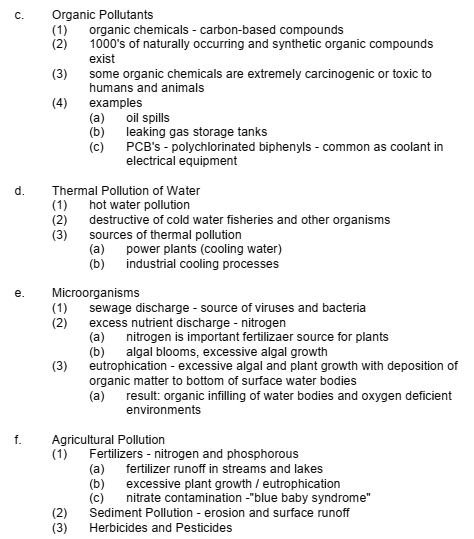 c. Organic Pollutants
(1) organic chemicals - carbon-based compounds
(2) 1000's of naturally occurring and synthetic organic compounds
exist
(3) some organic chemicals are extremely carcinogenic or toxic to
humans and animals
(4) examples
(a) oil spills
(b) leaking gas storage tanks
(c) PCB's - polychlorinated biphenyls - common as coolant in
electrical equipment
d. Thermal Pollution of Water
(1) hot water pollution
(2) destructive of cold water fisheries and other organisms
(3) sources of thermal pollution
(a) power plants (cooling water)
(b) industrial cooling processes
e. Microorganisms
(1) sewage discharge - source of viruses and bacteria
(2) excess nutrient discharge - nitrogen
(a) nitrogen is important fertilizaer source for plants
(b) algal blooms, excessive algal growth
(3) eutrophication - excessive algal and plant growth with deposition of
organic matter to bottom of surface water bodies
(a) result: organic infilling of water bodies and oxygen deficient
environments
f. Agricultural Pollution
(1) Fertilizers - nitrogen and phosphorous
(a) fertilizer runoff in streams and lakes
(b) excessive plant growth / eutrophication
(c) nitrate contamination -"blue baby syndrome"
(2) Sediment Pollution - erosion and surface runoff
(3) Herbicides and Pesticides